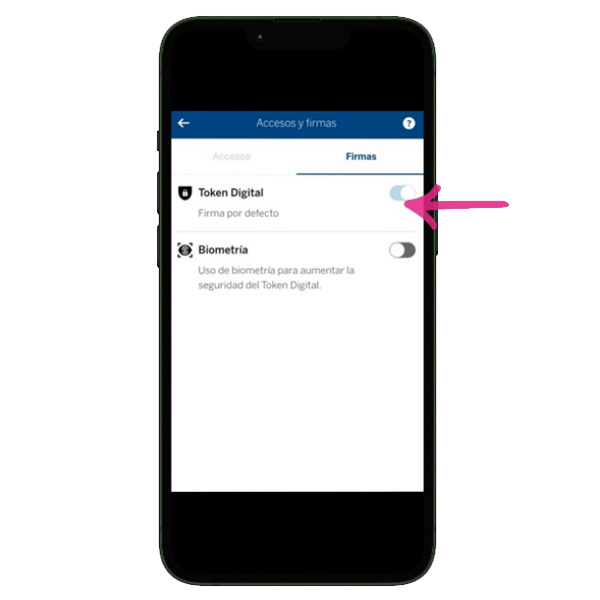 Accesos y firmas
?
Accesos
Firmas
Token Digital
Firma por defecto
Biometría
Uso de biometría para aumentar la
seguridad del Token Digital.